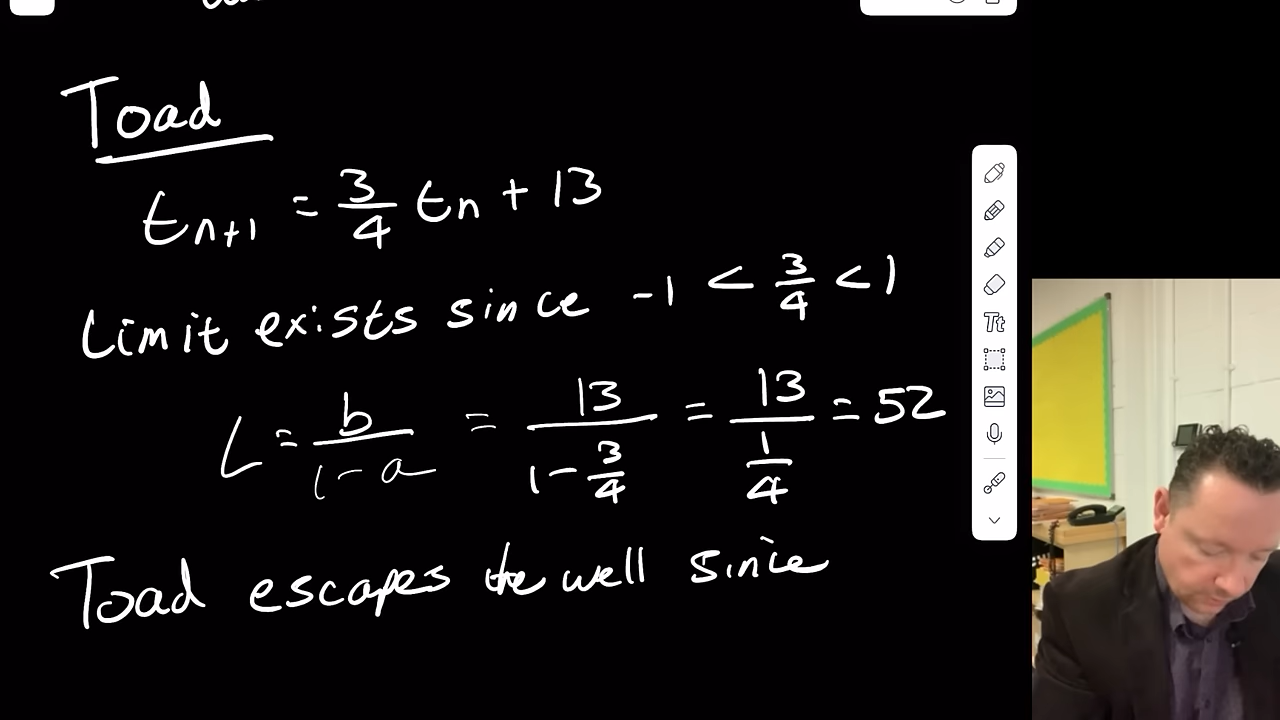 Toad
tn+1 = 3/4 tn + 13
Limit exists since -1 < 3/4 < 1
L = b/(1-a) = 13/(1-3/4) = 13/(1/4) = 52
Toad escapes the well since
Tt